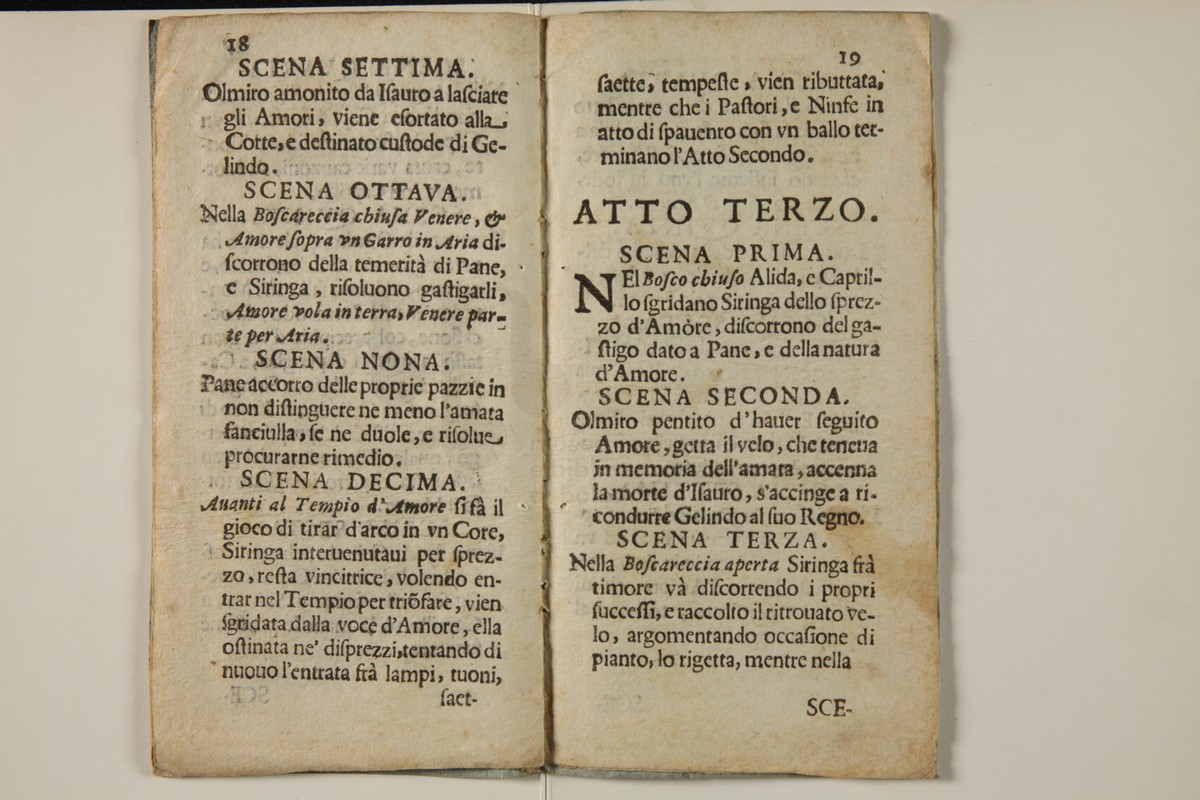 18
SCENA SETTIMA.
Olmiro amonito da Iſauro a laſciare
gli Amori, viene eſortato alla
Corte, e deſtinato cuſtode di Ge-
lindo.
SCENA OTTAVA.
Nella Boſcareccia chiuſa Venere, &
Amore ſopra vn Garro in Aria di-
ſcorrono della temerità di Pane,
e Siringa, riſoluono gaſtigarli,
Amore vola in terra, Venere par-
te per Aria.
SCENA NONA.
Pane accorto delle proprie pazzie in
non diſtinguere ne meno l'amata
fanciulla, ſe ne duole, e riſolue
procurarne rimedio.
SCENA DECIMA.
Auanti al Tempio d'Amore ſi fà il
gioco di tirar d'arco in vn Core,
Siringa interuenutaui per ſprez-
zo, reſta vincitrice, volendo en-
trar nel Tempio per triõfare, vien
ſgridata dalla voce d'Amore, ella
oſtinata ne' diſprezzi, tentando di
nuouo l'entrata frà lampi, tuoni,
ſaet-
19
ſaette, tempeſte, vien ributtata,
mentre che i Paſtori, e Ninfe in
atto di ſpauento con vn ballo ter-
minano l'Atto Secondo.
ATTO TERZO.
SCENA PRIMA.
NEl Boſco chiuſo Alida, e Capril-
lo ſgridano Siringa dello ſprez-
zo d'Amore, diſcorrono del ga-
ſtigo dato a Pane, e della natura
d'Amore.
SCENA SECONDA.
Olmiro pentito d'hauer ſeguito
Amore, getta il velo, che teneua
in memoria dell'amata, accenna
la morte d'Iſauro, s'accinge a ri-
condurre Gelindo al ſuo Regno.
SCENA TERZA.
Nella Boſcareccia aperta Siringa frà
timore và diſcorrendo i propri
ſucceſſi, e raccolto il ritrouato ve-
lo, argomentando occaſione di
pianto, lo rigetta, mentre nella
SCE-